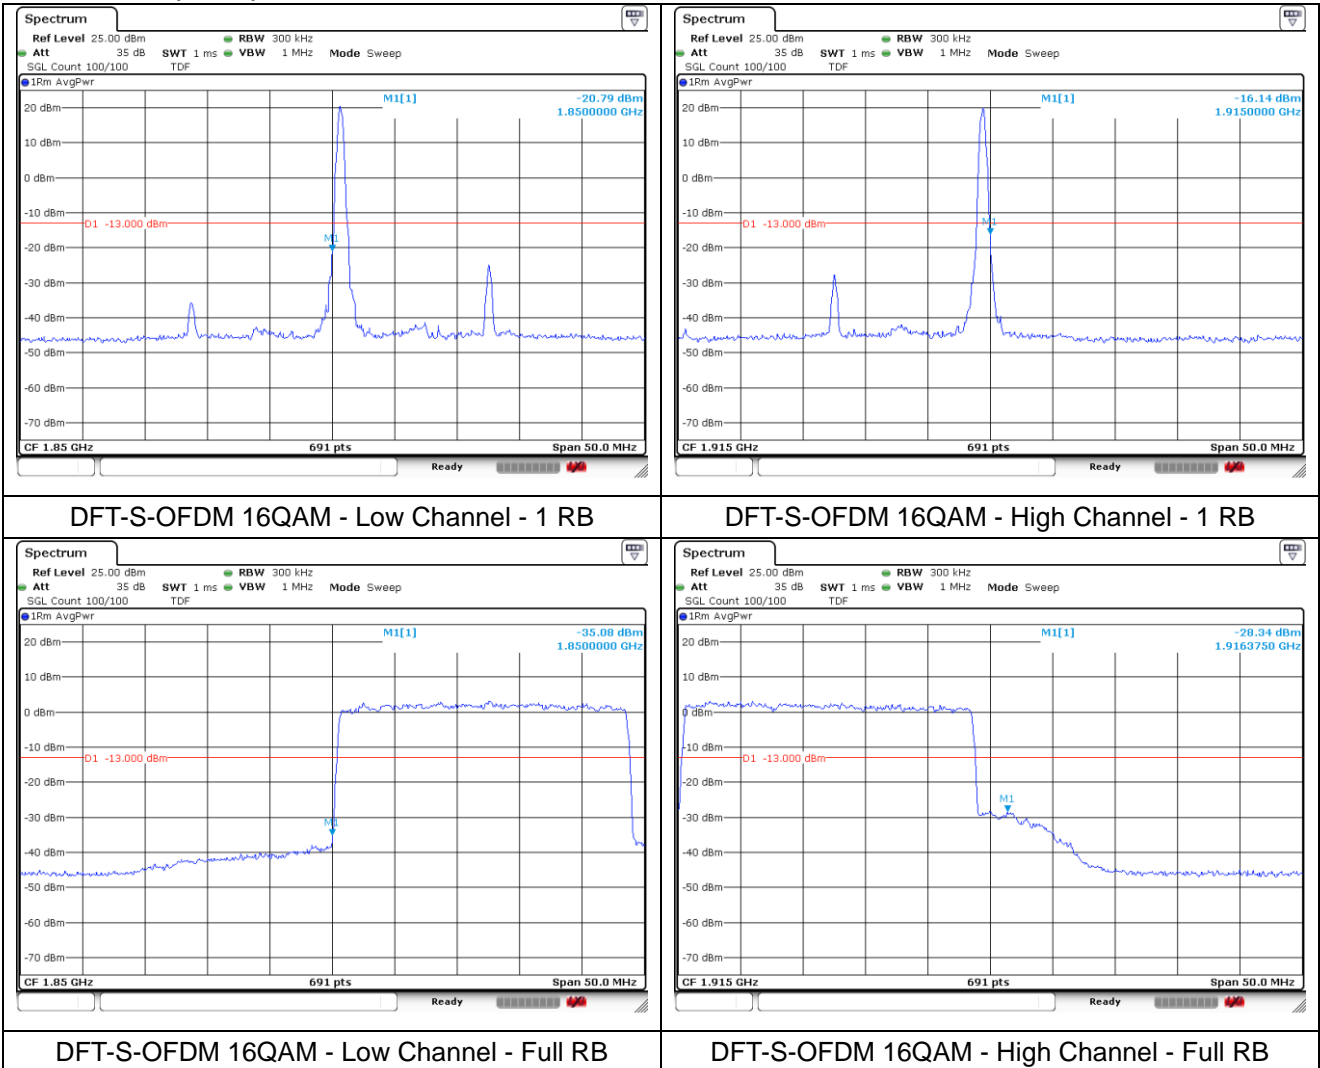 Spectrum
Ref Level 25.00 dBm RBW 300 kHz
Att 35 dB SWT 1 ms VBW 1 MHz Mode Sweep
SGL Count 100/100 TDF
1Rm AvgPwr
M1[1] -20.79 dBm
1.8500000 GHz
20 dBm
10 dBm
0 dBm
-10 dBm
D1 -13.000 dBm
M1
-20 dBm
-30 dBm
-40 dBm
-50 dBm
-60 dBm
-70 dBm
CF 1.85 GHz 691 pts Span 50.0 MHz
Ready
DFT-S-OFDM 16QAM - Low Channel - 1 RB
Spectrum
Ref Level 25.00 dBm RBW 300 kHz
Att 35 dB SWT 1 ms VBW 1 MHz Mode Sweep
SGL Count 100/100 TDF
1Rm AvgPwr
M1[1] -16.14 dBm
1.9150000 GHz
20 dBm
10 dBm
0 dBm
-10 dBm
D1 -13.000 dBm
M1
-20 dBm
-30 dBm
-40 dBm
-50 dBm
-60 dBm
-70 dBm
CF 1.915 GHz 691 pts Span 50.0 MHz
Ready
DFT-S-OFDM 16QAM - High Channel - 1 RB
Spectrum
Ref Level 25.00 dBm RBW 300 kHz
Att 35 dB SWT 1 ms VBW 1 MHz Mode Sweep
SGL Count 100/100 TDF
1Rm AvgPwr
M1[1] -35.08 dBm
1.8500000 GHz
20 dBm
10 dBm
0 dBm
-10 dBm
D1 -13.000 dBm
-20 dBm
-30 dBm
M1
-40 dBm
-50 dBm
-60 dBm
-70 dBm
CF 1.85 GHz 691 pts Span 50.0 MHz
Ready
DFT-S-OFDM 16QAM - Low Channel - Full RB
Spectrum
Ref Level 25.00 dBm RBW 300 kHz
Att 35 dB SWT 1 ms VBW 1 MHz Mode Sweep
SGL Count 100/100 TDF
1Rm AvgPwr
M1[1] -28.34 dBm
1.9163750 GHz
20 dBm
10 dBm
0 dBm
-10 dBm
D1 -13.000 dBm
-20 dBm
M1
-30 dBm
-40 dBm
-50 dBm
-60 dBm
-70 dBm
CF 1.915 GHz 691 pts Span 50.0 MHz
Ready
DFT-S-OFDM 16QAM - High Channel - Full RB